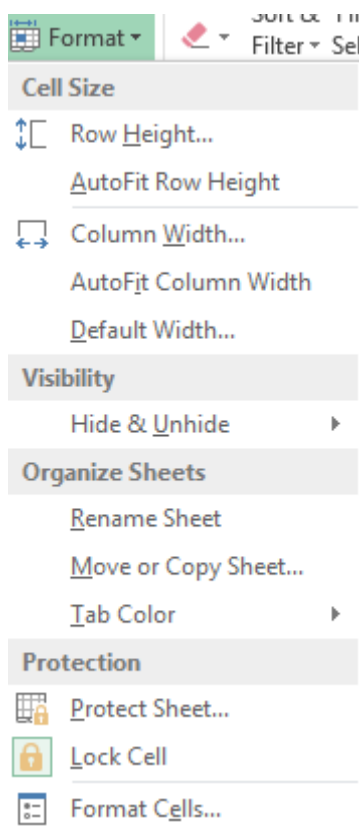 Format
Filter Sel
Cell Size
Row Height...
AutoFit Row Height
Column Width...
AutoFit Column Width
Default Width...
Visibility
Hide & Unhide
Organize Sheets
Rename Sheet
Move or Copy Sheet...
Tab Color
Protection
Protect Sheet...
Lock Cell
Format Cells...